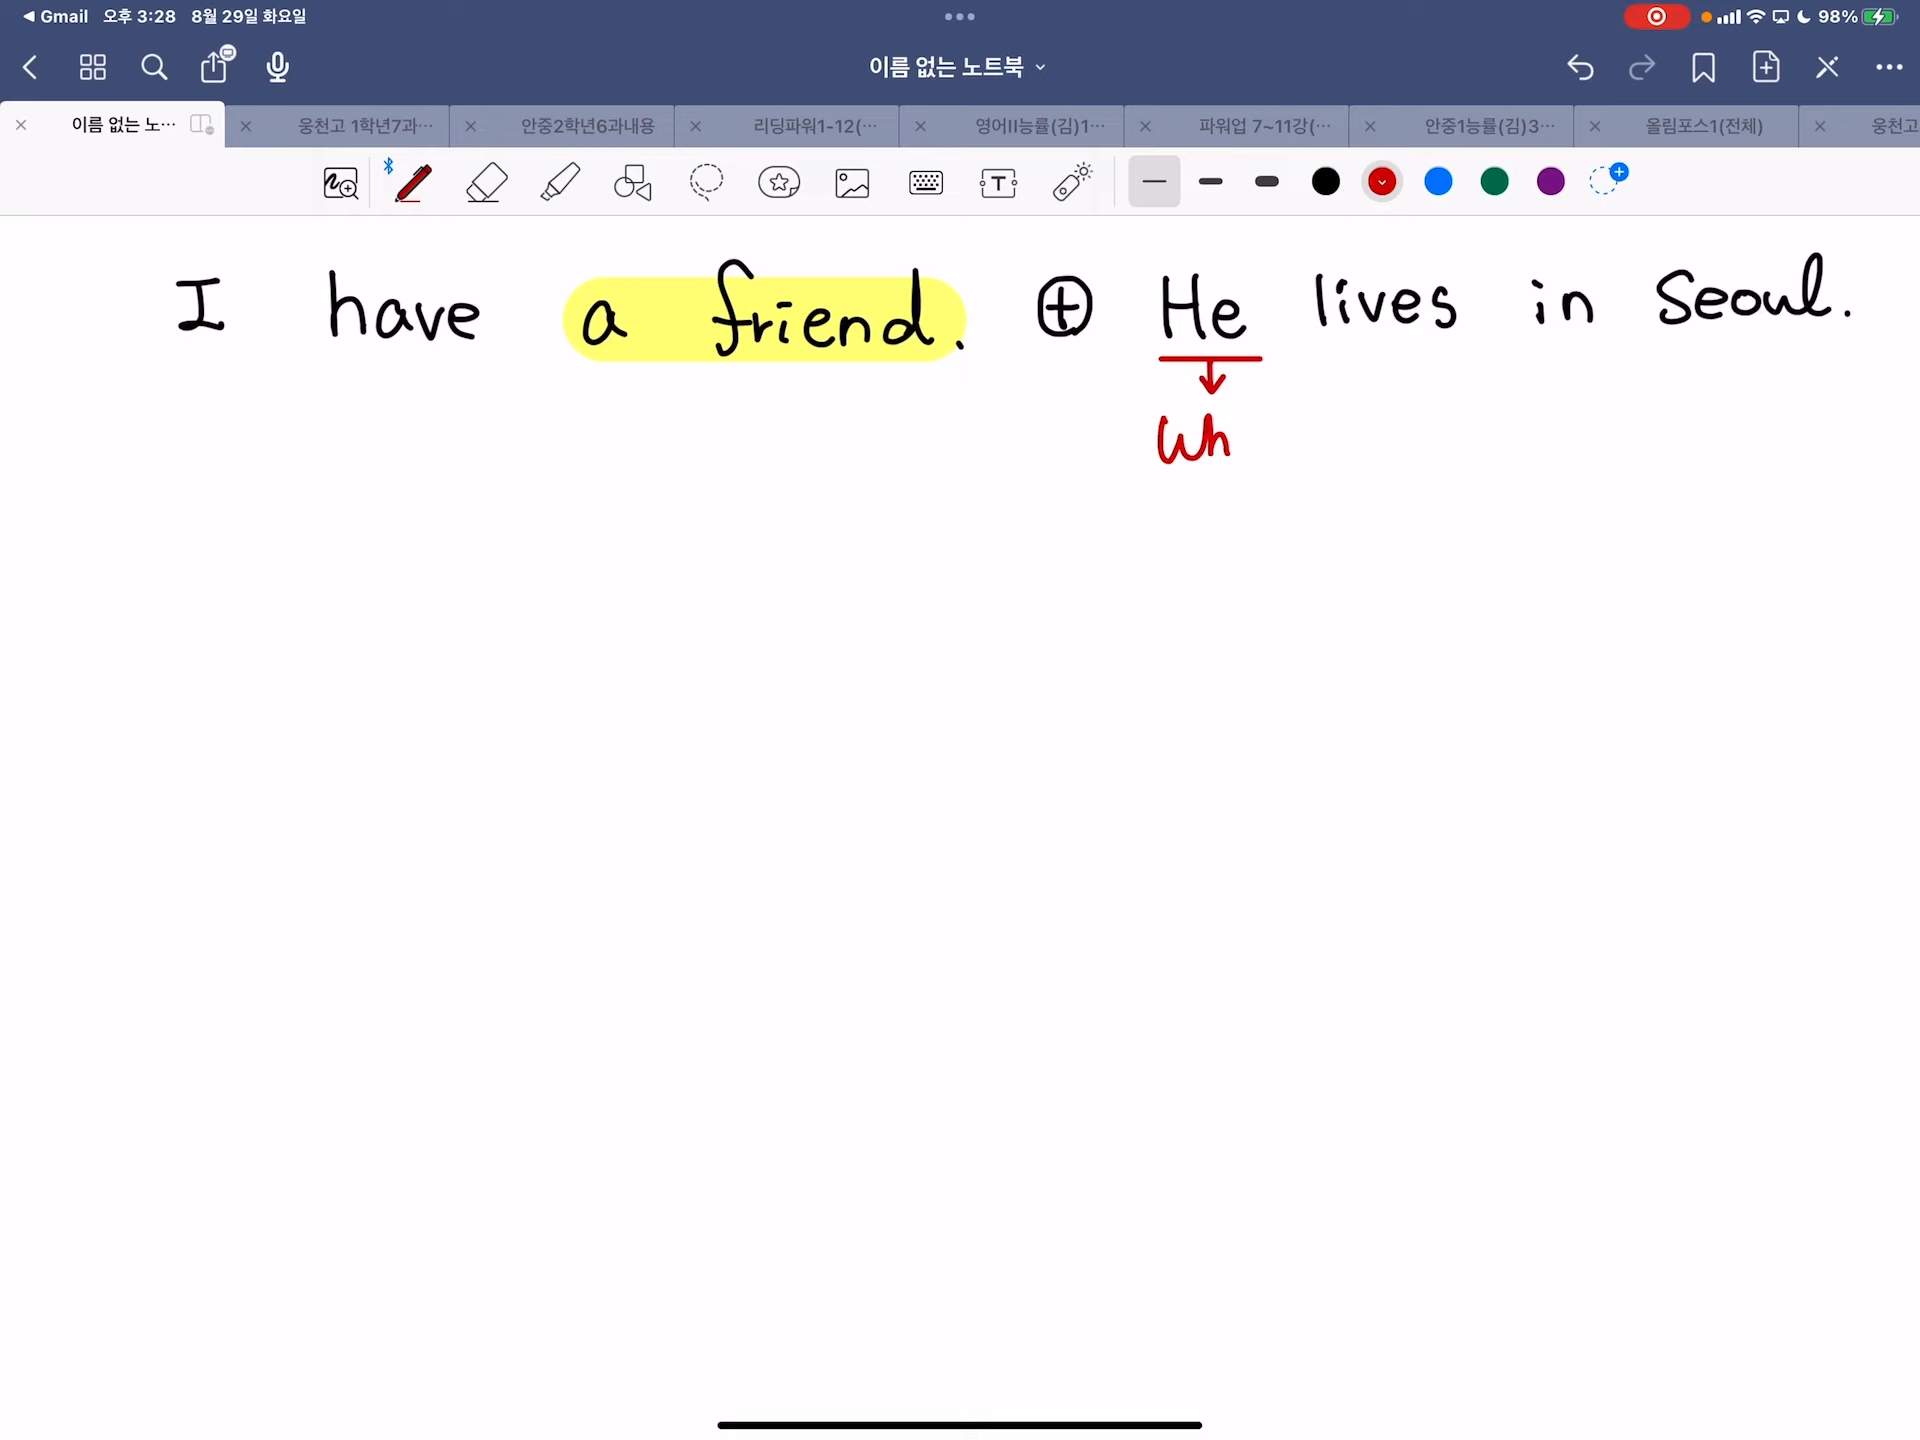 ◀ Gmail 오후 3:28 8월 29일 화요일 98%
이름 없는 노트북
이름 없는 노··· 웅천고 1학년7과··· 안중2학년6과내용 리딩파워1-12(··· 영어II능률(김)1··· 파워업 7~11강(··· 안중1능률(김)3··· 올림포스1(전체) 웅천고
T
I have a friend. ⊕ He lives in Seoul.
Wh